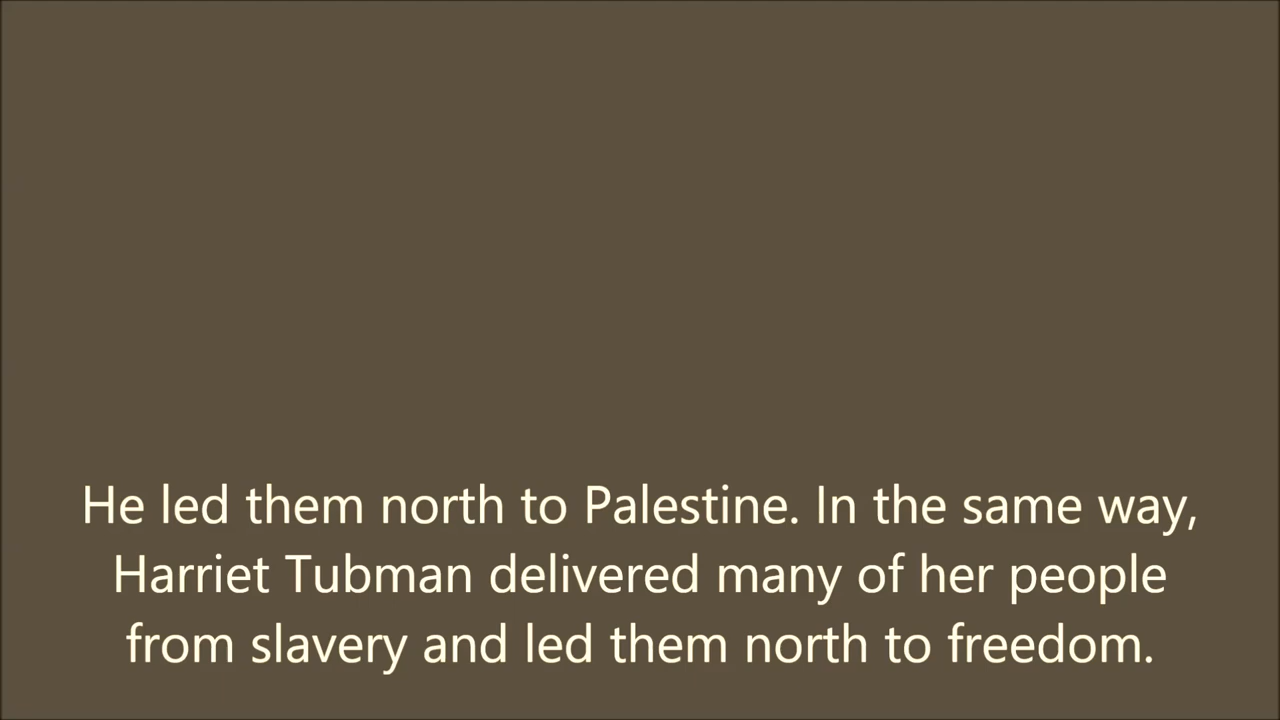 He led them north to Palestine. In the same way,
Harriet Tubman delivered many of her people
from slavery and led them north to freedom.